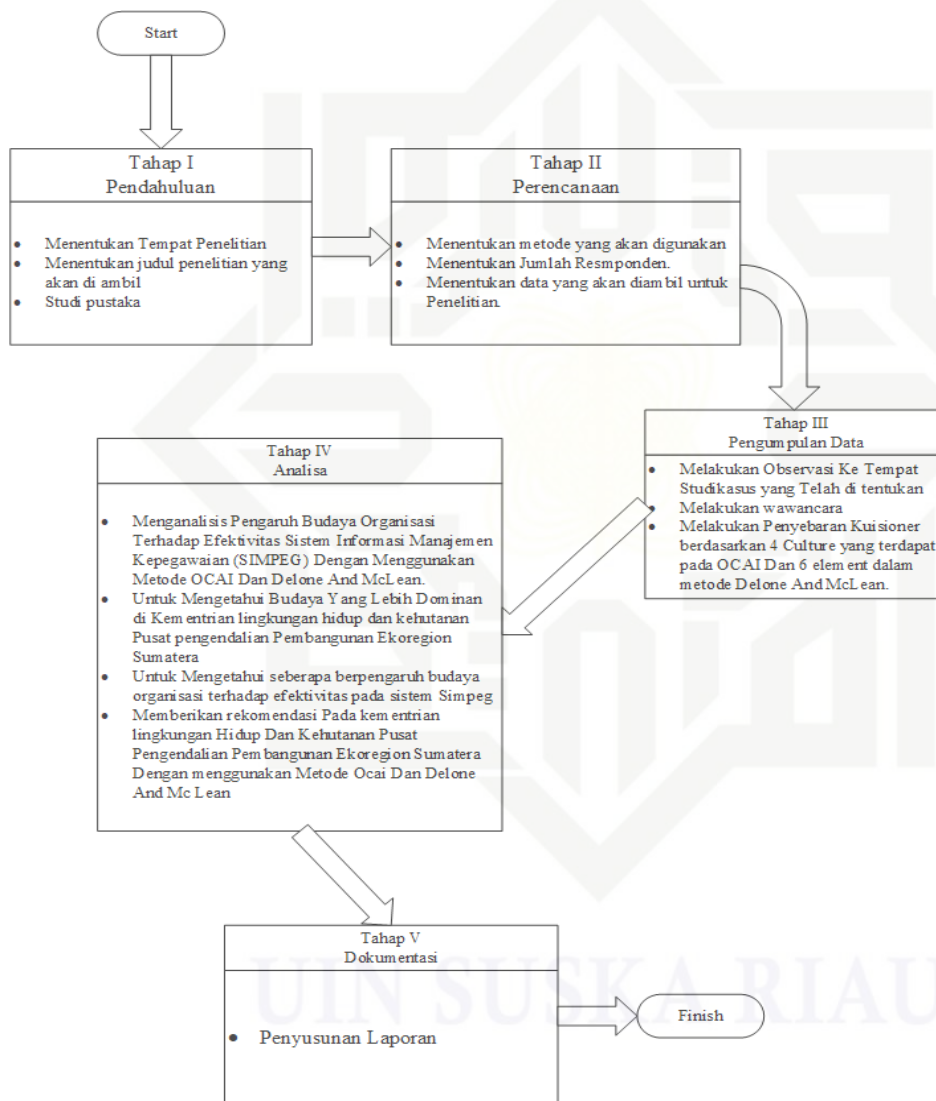 Start
Tahap I
Pendahuluan
• Menentukan Tempat Penelitian
• Menentukan judul penelitian yang
akan di ambil
• Studi pustaka
Tahap II
Perencanaan
• Menentukan metode yang akan digunakan
• Menentukan Jumlah Resmponden.
• Menentukan data yang akan diambil untuk
Penelitian.
Tahap III
Pengumpulan Data
• Melakukan Observasi Ke Tempat
Studikasus yang Telah di tentukan
• Melakukan wawancara
• Melakukan Penyebaran Kuisioner
berdasarkan 4 Culture yang terdapat
pada OCAI Dan 6 element dalam
metode Delone And McLean.
Tahap IV
Analisa
• Menganalisis Pengaruh Budaya Organisasi
Terhadap Efektivitas Sistem Informasi Manajemen
Kepegawaian (SIMPEG) Dengan Menggunakan
Metode OCAI Dan Delone And McLean.
• Untuk Mengetahui Budaya Yang Lebih Dominan
di Kementrian lingkungan hidup dan kehutanan
Pusat pengendalian Pembangunan Ekoregion
Sumatera
• Untuk Mengetahui seberapa berpengaruh budaya
organisasi terhadap efektivitas pada sistem Simpeg
• Memberikan rekomendasi Pada kementrian
lingkungan Hidup Dan Kehutanan Pusat
Pengendalian Pembangunan Ekoregion Sumatera
Dengan menggunakan Metode Ocai Dan Delone
And Mc Lean
Tahap V
Dokumentasi
• Penyusunan Laporan
Finish
UIN SUSKA RIAU